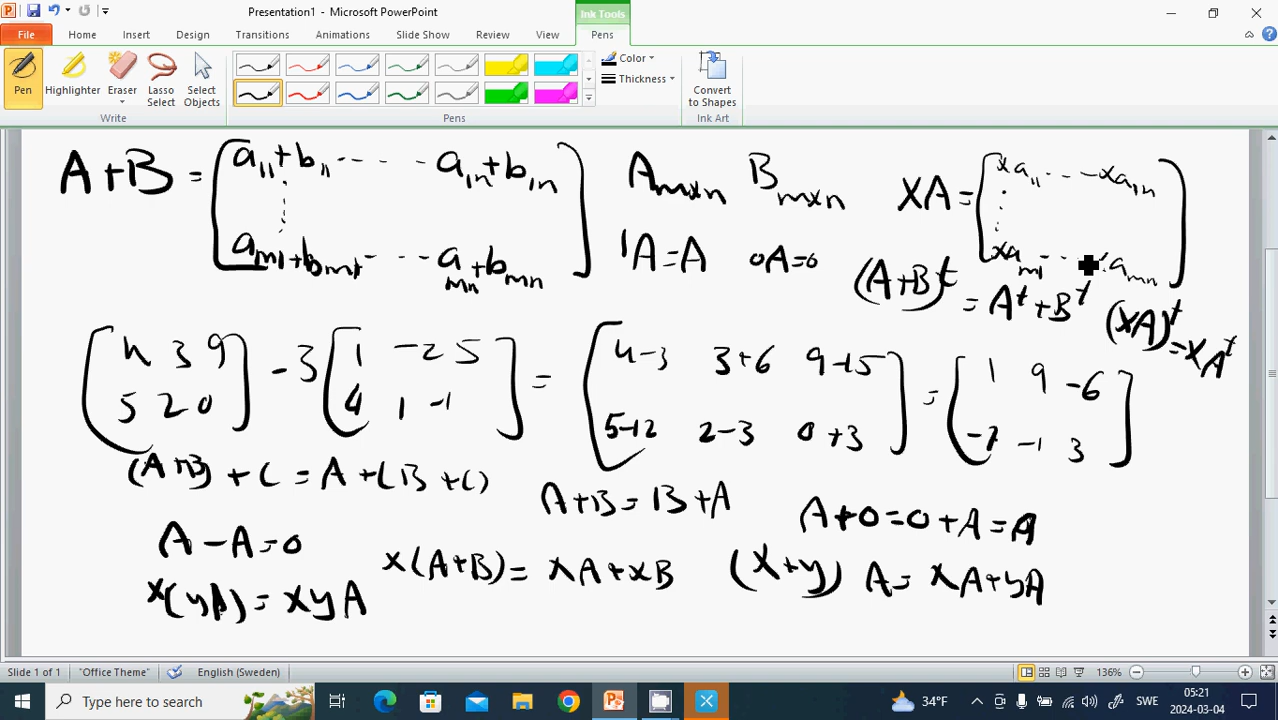 Presentation1 - Microsoft PowerPoint
Ink Tools
File Home Insert Design Transitions Animations Slide Show Review View Pens
Pen Highlighter Eraser Lasso Select Select Objects
Color
Thickness
Convert to Shapes
Write Pens Ink Art
A+B = [a11+b11 ---- a1n+b1n
am1+bm1 ---- amn+bmn]
Amxn Bmxn
1A=A 0A=0
xA = [xa11 --- xa1n
xam1 --- amn]
(A+B)^t = A^t+B^t
(xA)^t = xA^t
[4 3 9
5 2 0] - 3 [1 -2 5
4 1 -1] = [4-3 3+6 9-15
5-12 2-3 0+3] = [1 9 -6
-7 -1 3]
(A+B)+C = A+(B+C)
A+B = B+A
A+0=0+A=A
A-A=0
x(A+B) = xA+xB
(x+y) A = xA+yA
x(yA) = xyA
Slide 1 of 1 "Office Theme" English (Sweden) 136%
Type here to search 34°F SWE 05:21
2024-03-04